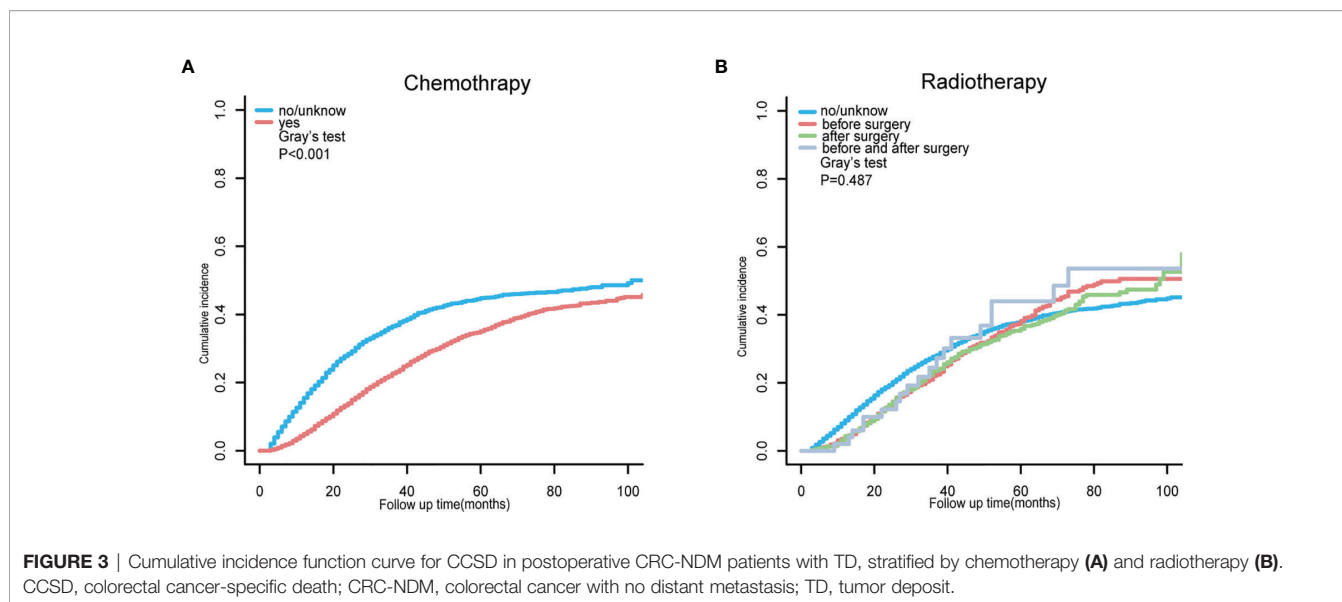 A
Chemothrapy
no/unknow
yes
Gray's test
P<0.001
Cumulative incidence
0.0
0.2
0.4
0.6
0.8
1.0
0
20
40
60
80
100
Follow up time(months)
B
Radiotherapy
no/unknow
before surgery
after surgery
before and after surgery
Gray's test
P=0.487
Cumulative incidence
0.0
0.2
0.4
0.6
0.8
1.0
0
20
40
60
80
100
Follow up time(months)
FIGURE 3 | Cumulative incidence function curve for CCSD in postoperative CRC-NDM patients with TD, stratified by chemotherapy (A) and radiotherapy (B).
CCSD, colorectal cancer-specific death; CRC-NDM, colorectal cancer with no distant metastasis; TD, tumor deposit.